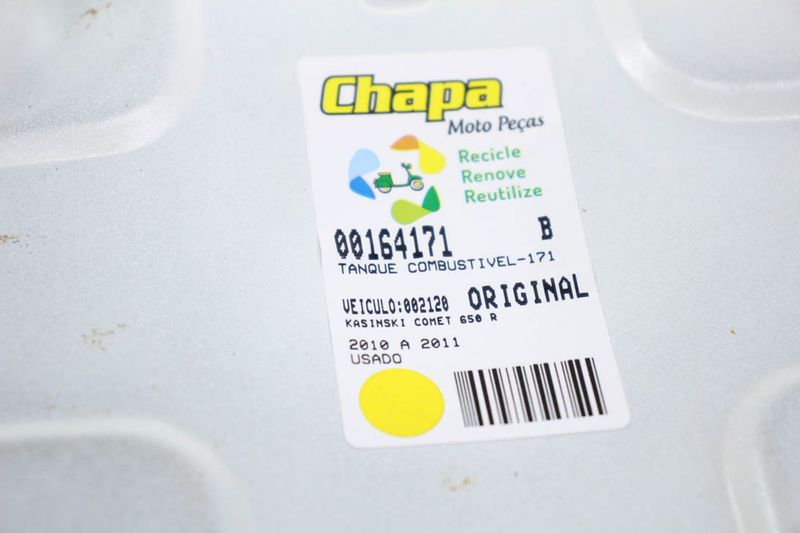 Chapa
Moto Peças
Recicle
Renove
Reutilize
00164171 B
TANQUE COMBUSTIVEL-171
VEICULO:002120 ORIGINAL
KASINSKI COMET 650 R
2010 A 2011
USADO